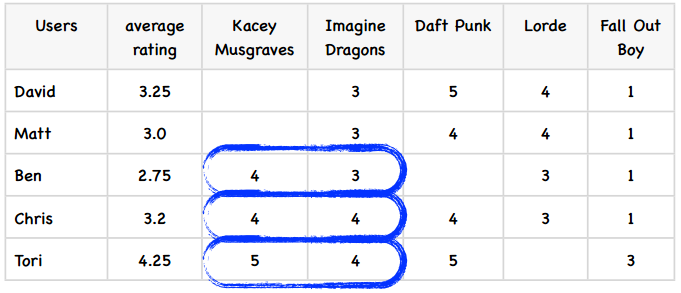 Users average rating Kacey Musgraves Imagine Dragons Daft Punk Lorde Fall Out Boy
David 3.25 3 5 4 1
Matt 3.0 3 4 4 1
Ben 2.75 4 3 3 1
Chris 3.2 4 4 4 3 1
Tori 4.25 5 4 5 3